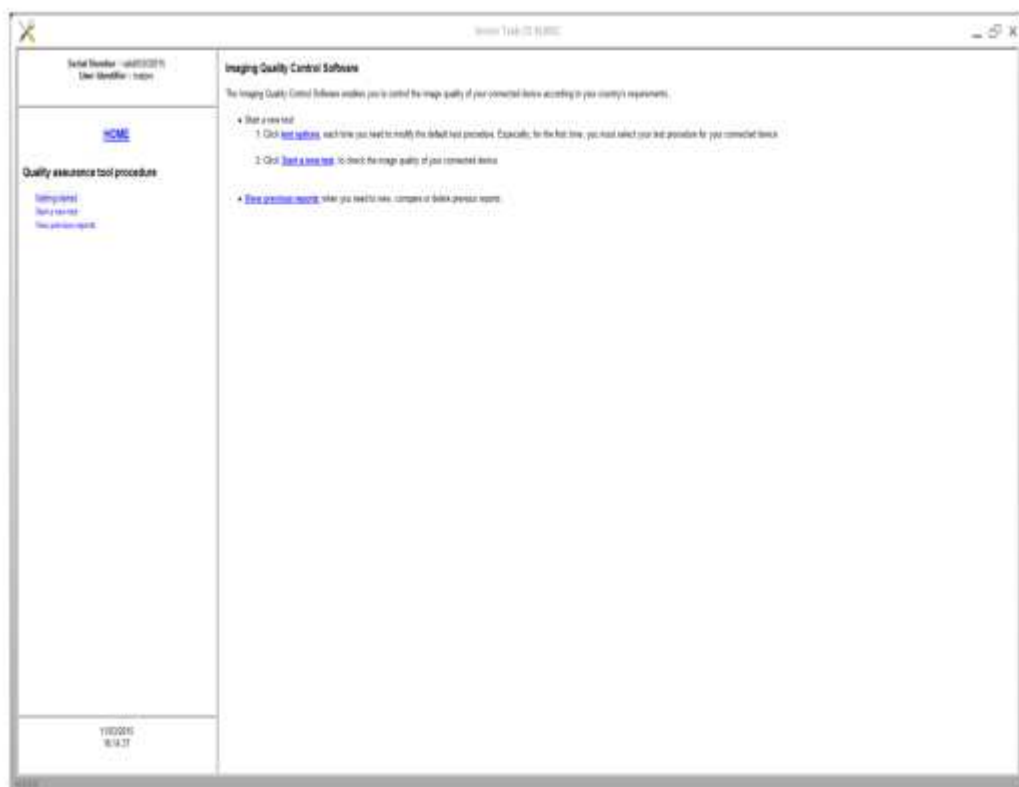 Serial Number :
User Identifier :
HOME
Quality assurance tool procedure
Getting started
Start a new test
View previous reports
Imaging Quality Control Software
The Imaging Quality Control Software enables you to control the image quality of your connected device according to your country's requirements.
Start a new test
1. Click test options, each time you need to modify the default test procedure. Especially, for the first time, you must select your test procedure for your connected device.
2. Click Start a new test, to check the image quality of your connected device.
View previous reports, when you need to view, compare or delete previous reports.